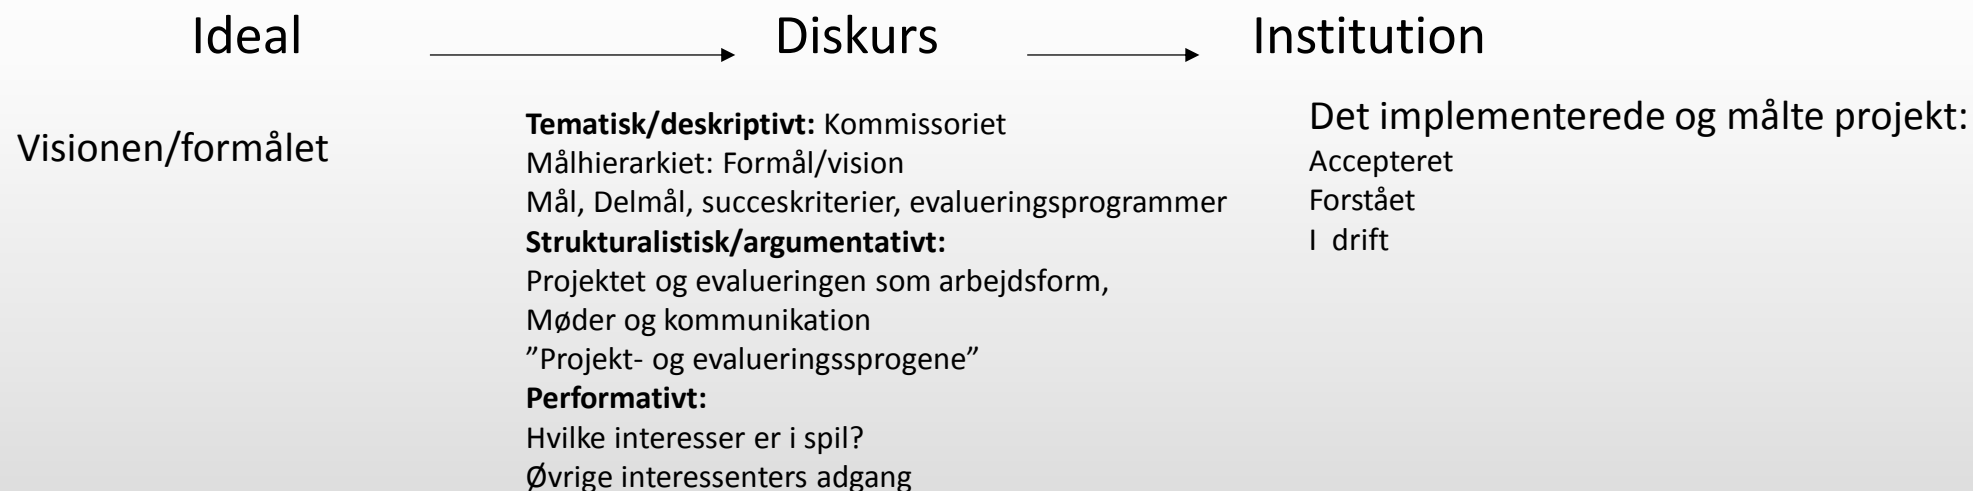 Ideal
Diskurs
Institution
Visionen/formålet
Tematisk/deskriptivt: Kommissoriet
Målhierarkiet: Formål/vision
Mål, Delmål, succeskriterier, evalueringsprogrammer
Strukturalistisk/argumentativt:
Projektet og evalueringen som arbejdsform,
Møder og kommunikation
”Projekt- og evalueringssprogene”
Performativt:
Hvilke interesser er i spil?
Øvrige interessenters adgang
Det implementerede og målte projekt:
Accepteret
Forstået
I drift